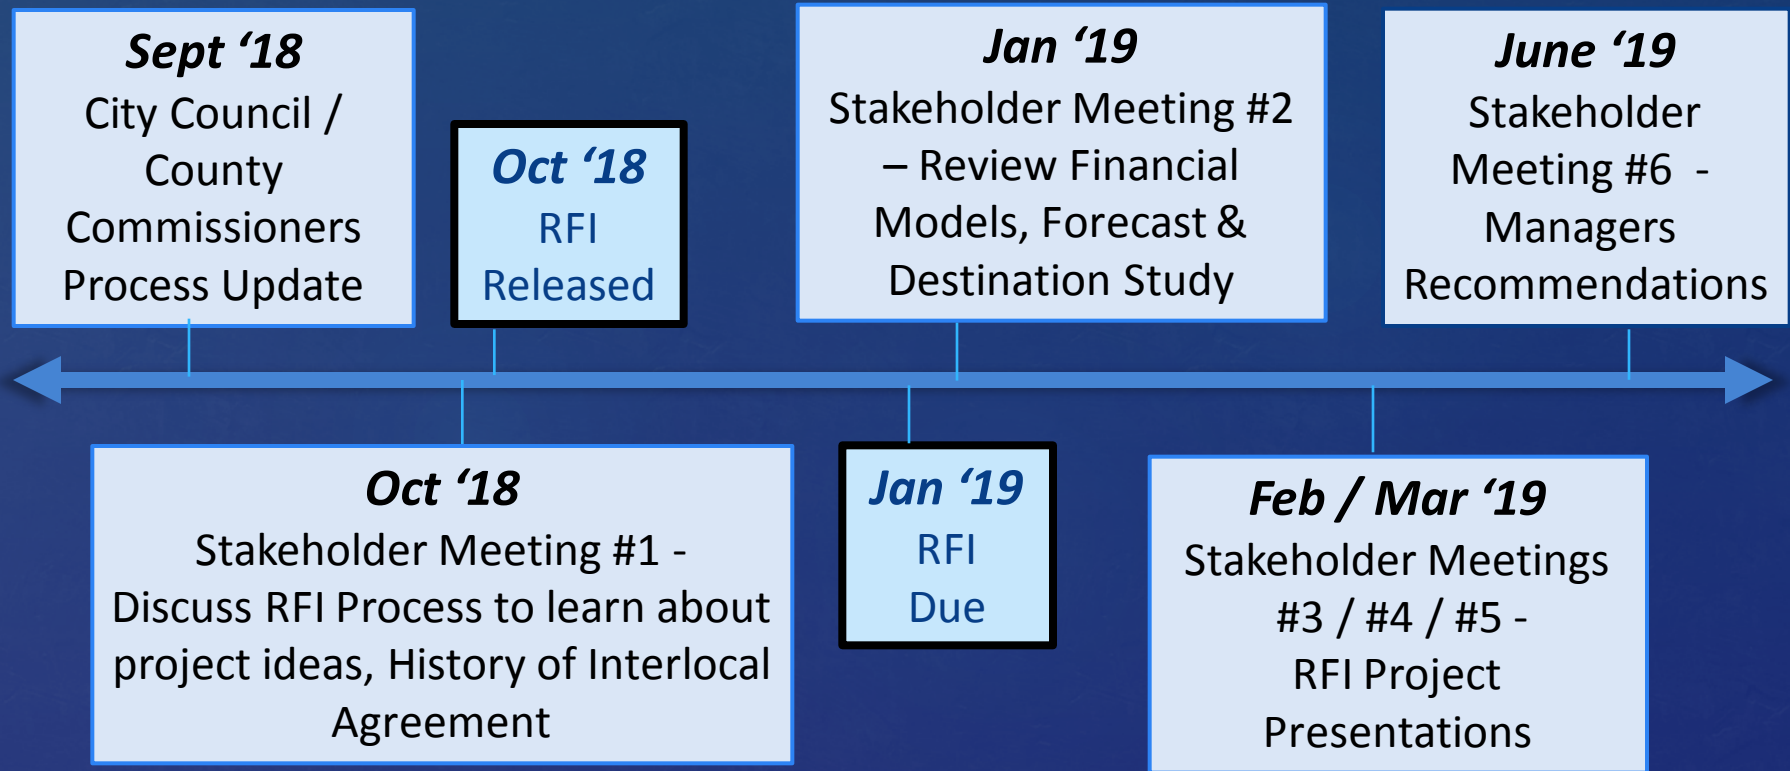 Sept ‘18
City Council /
County
Commissioners
Process Update
Oct ‘18
RFI
Released
Jan ‘19
Stakeholder Meeting #2
– Review Financial
Models, Forecast &
Destination Study
June ‘19
Stakeholder
Meeting #6 -
Managers
Recommendations
Oct ‘18
Stakeholder Meeting #1 -
Discuss RFI Process to learn about
project ideas, History of Interlocal
Agreement
Jan ‘19
RFI
Due
Feb / Mar ‘19
Stakeholder Meetings
#3 / #4 / #5 -
RFI Project
Presentations